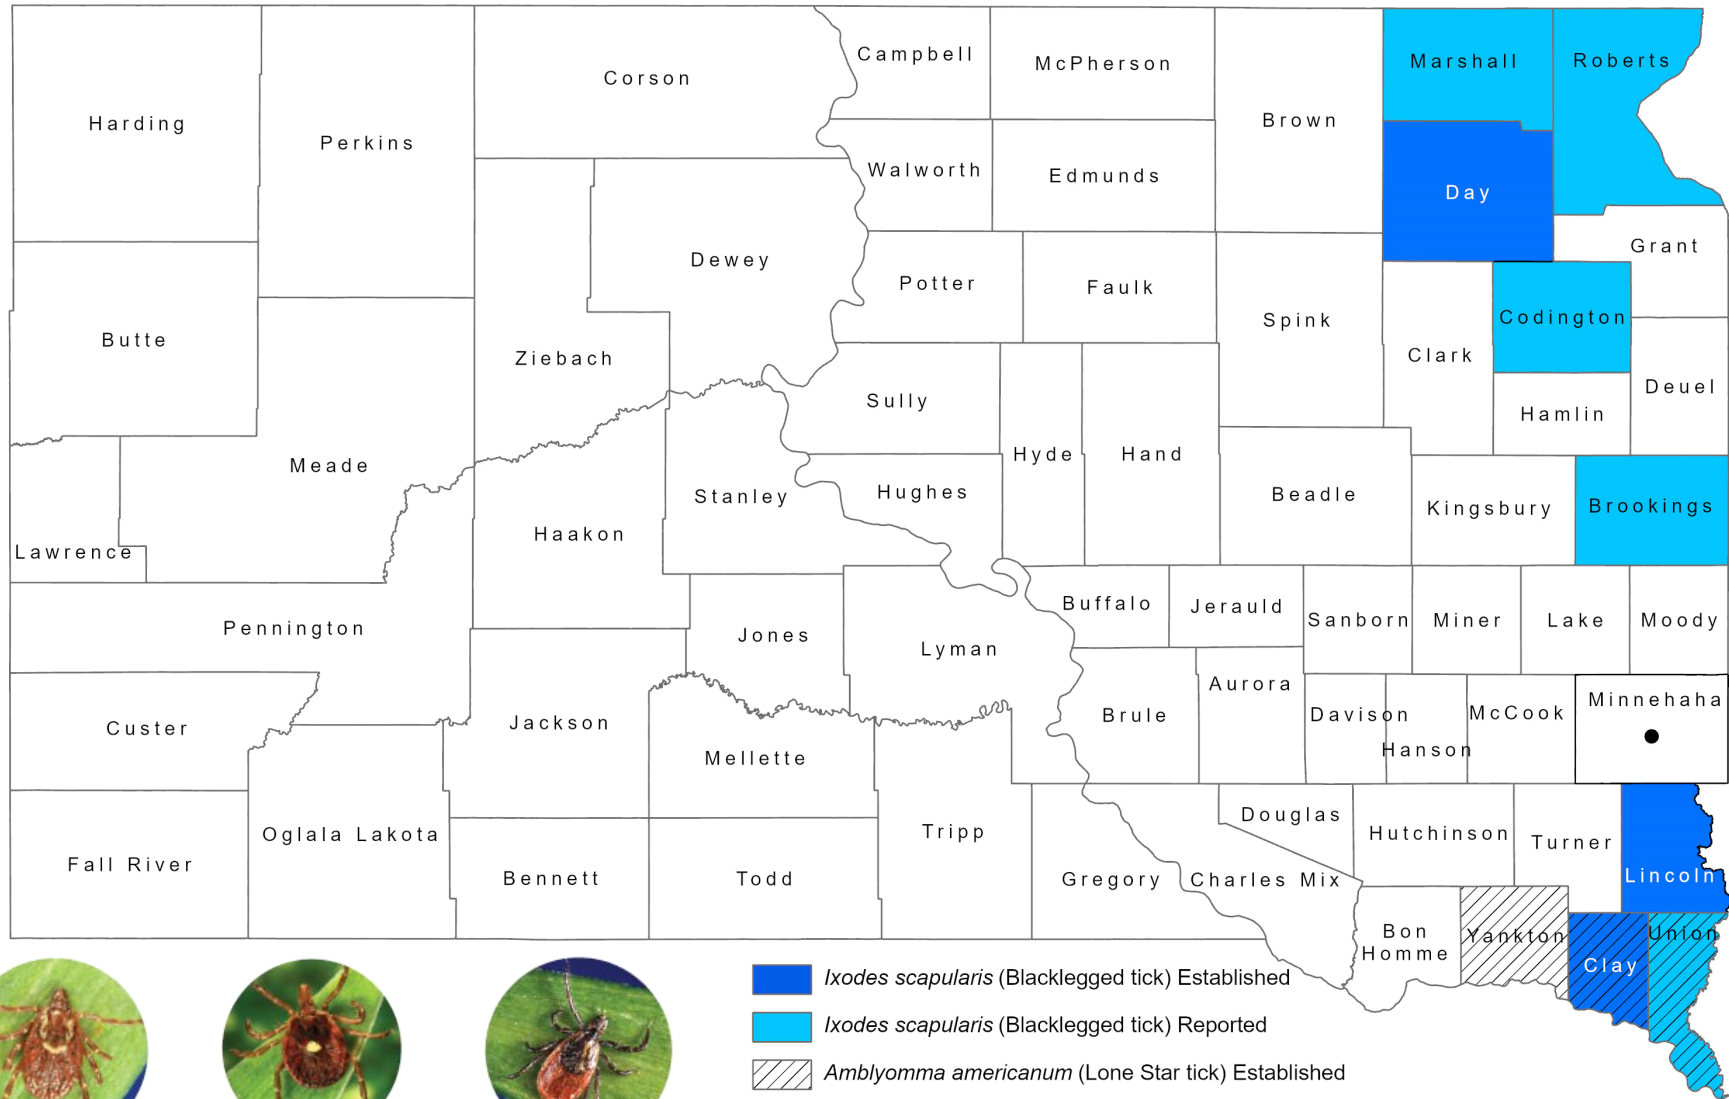 Campbell
McPherson
Marshall
Roberts
Corson
Harding
Brown
Perkins
Walworth
Edmunds
Day
Grant
Dewey
Potter
Faulk
Codington
Spink
Butte
Ziebach
Clark
Deuel
Sully
Hamlin
Meade
Hyde
Hand
Stanley
Hughes
Beadle
Kingsbury
Brookings
Haakon
Lawrence
Buffalo
Jerauld
Sanborn
Miner
Lake
Moody
Pennington
Jones
Lyman
Aurora
Minnehaha
Custer
Jackson
Brule
Davison
McCook
Hanson
Mellette
Douglas
Oglala Lakota
Tripp
Hutchinson
Turner
Fall River
Bennett
Todd
Gregory
Charles Mix
Lincoln
Bon
Homme
Yankton
Union
Clay
Ixodes scapularis (Blacklegged tick) Established
Ixodes scapularis (Blacklegged tick) Reported
Amblyomma americanum (Lone Star tick) Established